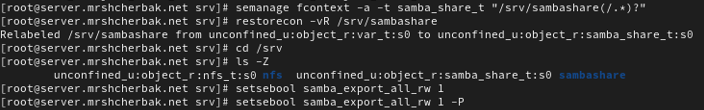 [root@server.mrshcherbak.net srv]# semanage fcontext -a -t samba_share_t "/srv/sambashare(/.*)?"
[root@server.mrshcherbak.net srv]# restorecon -vR /srv/sambashare
Relabeled /srv/sambashare from unconfined_u:object_r:var_t:s0 to unconfined_u:object_r:samba_share_t:s0
[root@server.mrshcherbak.net srv]# cd /srv
[root@server.mrshcherbak.net srv]# ls -Z
unconfined_u:object_r:nfs_t:s0 nfs unconfined_u:object_r:samba_share_t:s0 sambashare
[root@server.mrshcherbak.net srv]# setsebool samba_export_all_rw 1
[root@server.mrshcherbak.net srv]# setsebool samba_export_all_rw 1 -P